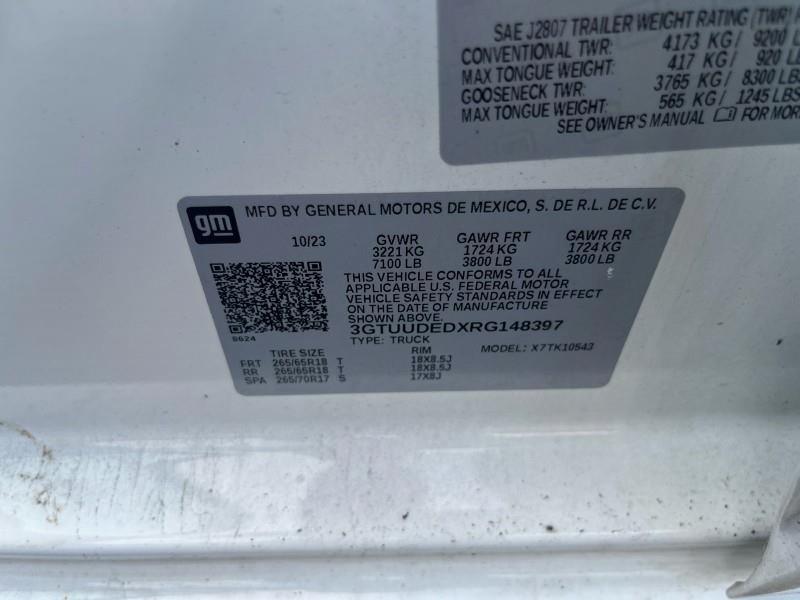 SAE J2807 TRAILER WEIGHT RATING (TWR)
CONVENTIONAL TWR: 4173 KG/ 9200
MAX TONGUE WEIGHT: 417 KG/ 920 LB
GOOSENECK TWR: 3765 KG/ 8300 LBS
MAX TONGUE WEIGHT: 565 KG/ 1245 LBS
SEE OWNER'S MANUAL FOR MOR
gm MFD BY GENERAL MOTORS DE MEXICO, S. DE R.L. DE C.V.
10/23 GVWR GAWR FRT GAWR RR
3221 KG 1724 KG 1724 KG
7100 LB 3800 LB 3800 LB
THIS VEHICLE CONFORMS TO ALL
APPLICABLE U.S. FEDERAL MOTOR
VEHICLE SAFETY STANDARDS IN EFFECT
ON THE DATE OF MANUFACTURE
SHOWN ABOVE.
3GTUUDEDXRG148397
8624 TYPE: TRUCK MODEL: X7TK10543
TIRE SIZE RIM
FRT 265/65R18 T 18X8.5J
RR 265/65R18 T 18X8.5J
SPA 265/70R17 S 17X8J